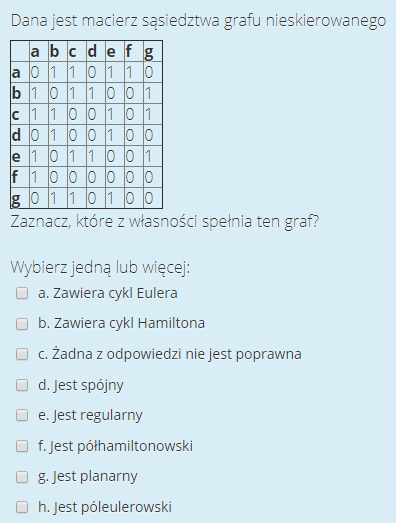 Dana jest macierz sąsiedztwa grafu nieskierowanego
a b c d e f g
a 0 1 1 0 1 1 0
b 1 0 1 1 0 0 1
c 1 1 0 0 1 0 1
d 0 1 0 0 1 0 0
e 1 0 1 1 0 0 1
f 1 0 0 0 0 0 0
g 0 1 1 0 1 0 0
Zaznacz, które z własności spełnia ten graf?
Wybierz jedną lub więcej:
a. Zawiera cykl Eulera
b. Zawiera cykl Hamiltona
c. Żadna z odpowiedzi nie jest poprawna
d. Jest spójny
e. Jest regularny
f. Jest półhamiltonowski
g. Jest planarny
h. Jest póleulerowski